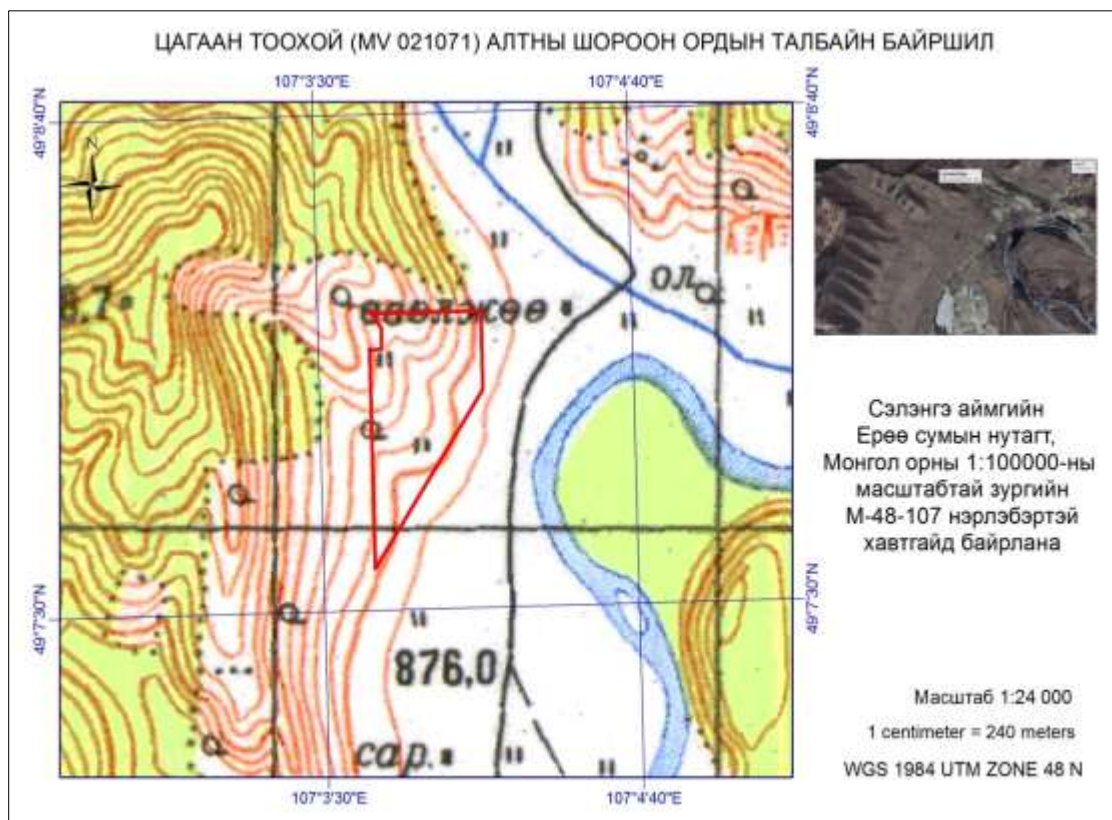 ЦАГААН ТООХОЙ (MV 021071) АЛТНЫ ШОРООН ОРДЫН ТАЛБАЙН БАЙРШИЛ
107°3'30"E
107°4'40"E
49°8'40"N
49°8'40"N
N
ол
Сэлэнгэ аймгийн
Ерөө сумын нутагт,
Монгол орны 1:100000-ны
масштабтай зургийн
М-48-107 нэрлэбэртэй
хавтгайд байрлана
49°7'30"N
49°7'30"N
876,0
сар.
Масштаб 1:24 000
1 centimeter = 240 meters
WGS 1984 UTM ZONE 48 N
107°3'30"E
107°4'40"E